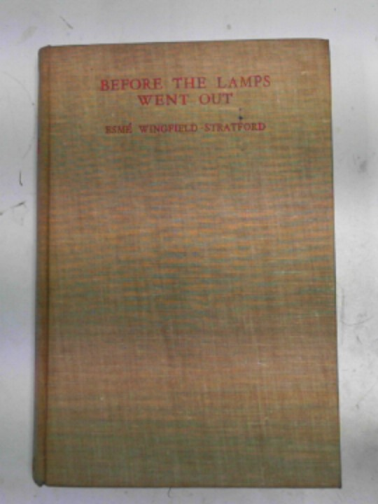 BEFORE THE LAMPS
WENT OUT
ESMÉ WINGFIELD-STRATFORD